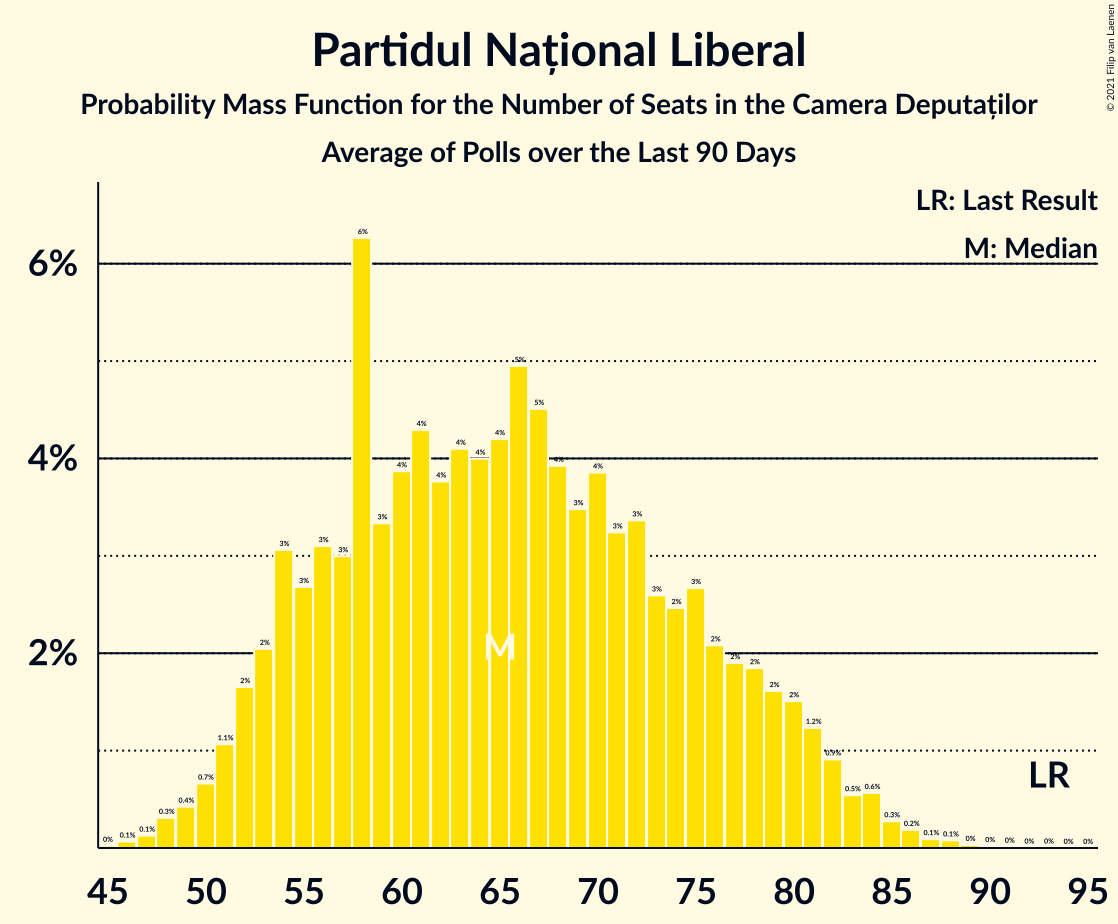 Partidul Național Liberal
Probability Mass Function for the Number of Seats in the Camera Deputaților
Average of Polls over the Last 90 Days
© 2021 Filip van Laenen
LR: Last Result
M: Median
6%
4%
2%
0% 0.1% 0.1% 0.3% 0.4% 0.7% 1.1% 2% 2% 3% 3% 3% 3% 6% 3% 4% 4% 4% 4% 4% 4% 5% 5% 4% 3% 4% 3% 3% 3% 2% 3% 2% 2% 2% 2% 2% 1.2% 0.9% 0.5% 0.6% 0.3% 0.2% 0.1% 0.1% 0% 0% 0% 0% 0% 0% 0%
M
LR
45 50 55 60 65 70 75 80 85 90 95